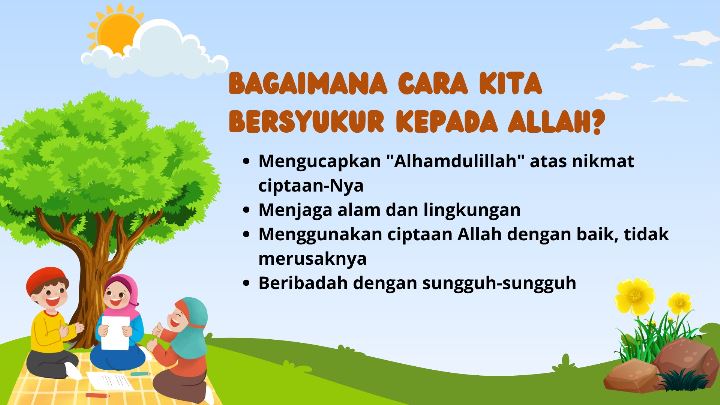 BAGAIMANA CARA KITA
BERSYUKUR KEPADA ALLAH?
• Mengucapkan "Alhamdulillah" atas nikmat
ciptaan-Nya
• Menjaga alam dan lingkungan
• Menggunakan ciptaan Allah dengan baik, tidak
merusaknya
• Beribadah dengan sungguh-sungguh